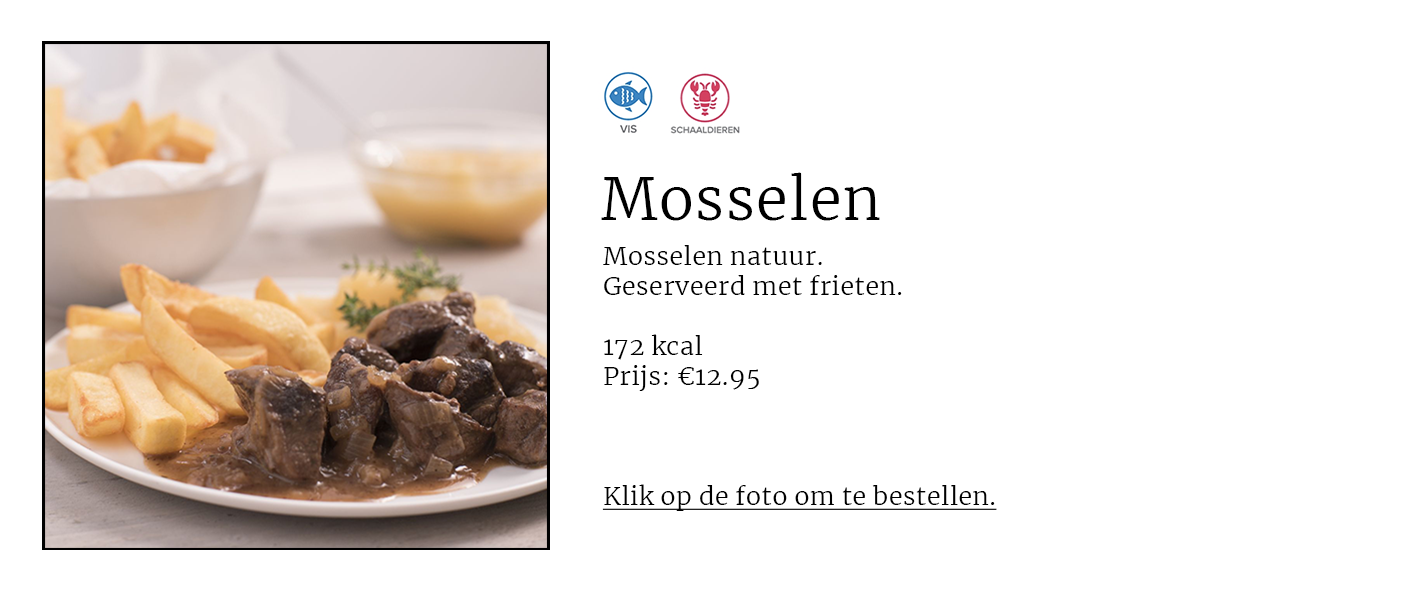 VIS
SCHAALDIEREN
Mosselen
Mosselen natuur.
Geserveerd met frieten.
172 kcal
Prijs: €12.95
Klik op de foto om te bestellen.